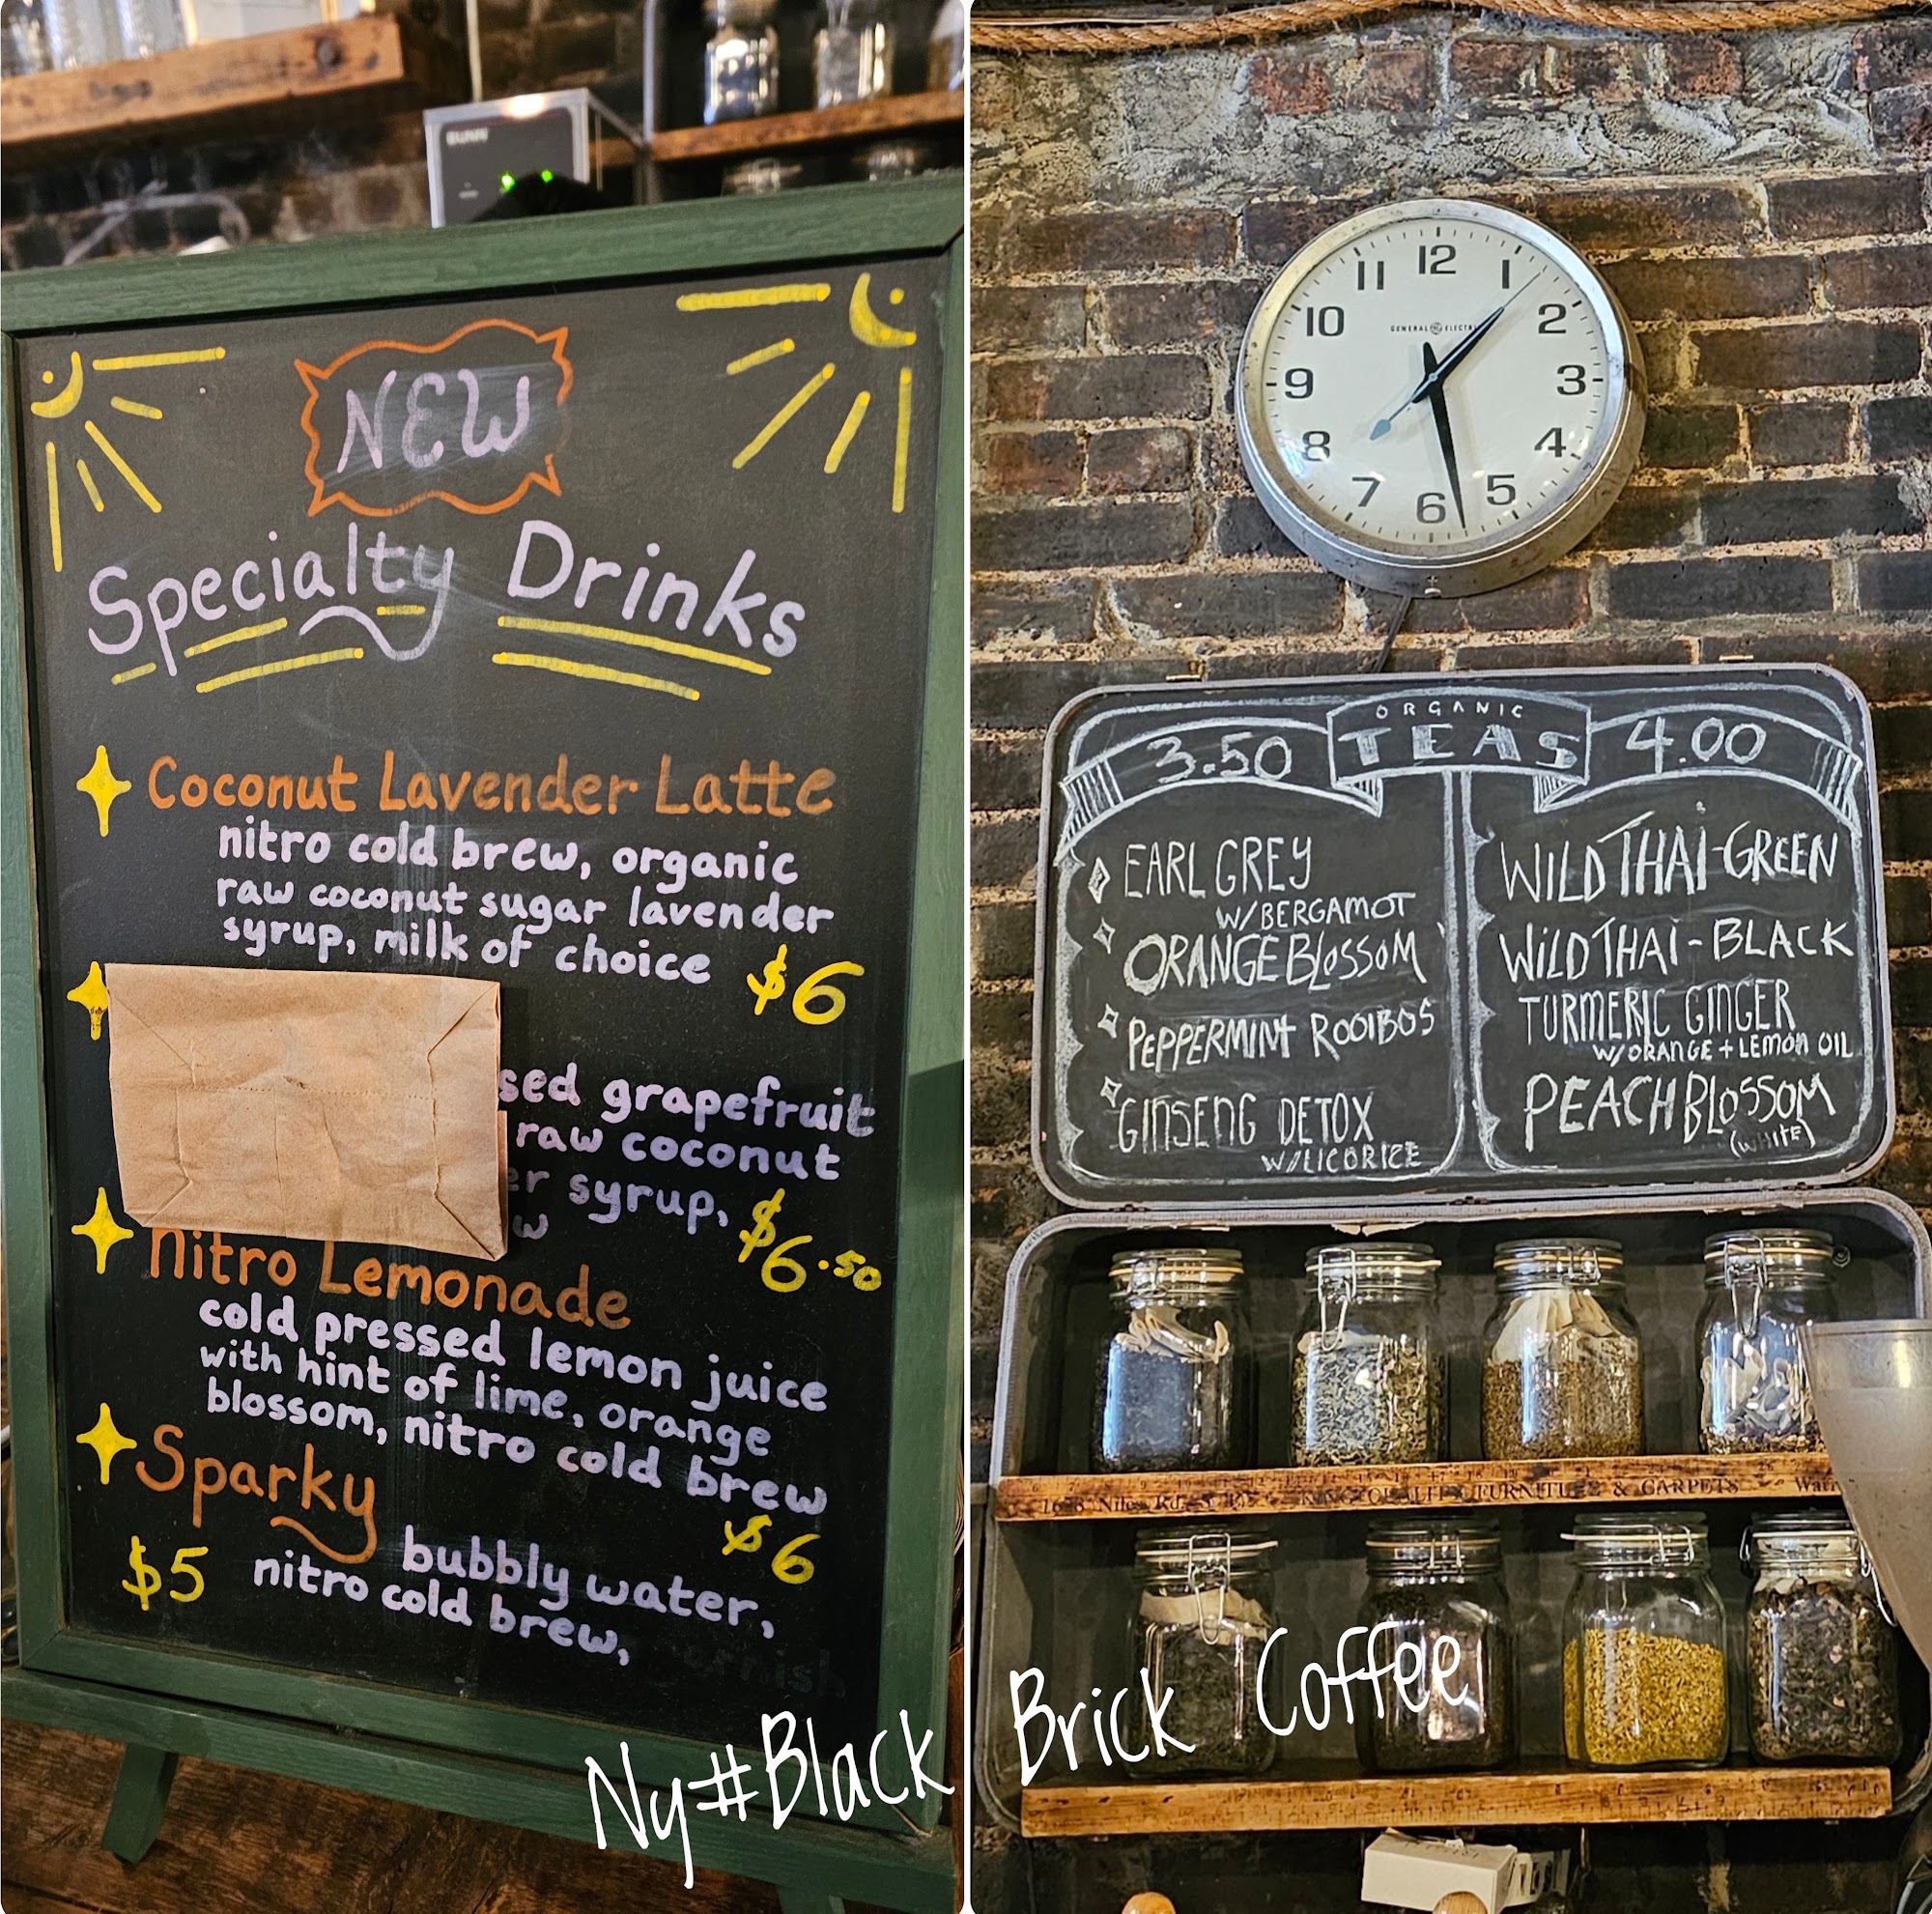 BUNN
NEW
Specialty Drinks
Coconut Lavender Latte
nitro cold brew, organic
raw coconut sugar lavender
syrup, milk of choice $6
grapefruit
raw coconut
syrup,
$6.50
Nitro Lemonade
cold pressed lemon juice
with hint of lime, orange
blossom, nitro cold brew
$6
Sparky
$5
bubbly water,
nitro cold brew,
12
1
2
3
4
5
6
7
8
9
10
11
GENERAL ELECTRIC
ORGANIC
TEAS
3.50
EARL GREY
W/BERGAMOT
ORANGE BLOSSOM
PEPPERMINT ROOIBOS
GINSENG DETOX
W/LICORICE
4.00
WILD THAI-GREEN
WILD THAI-BLACK
TURMERIC GINGER
W/ORANGE + LEMON OIL
PEACH BLOSSOM
(WHITE)
QUALITY FURNITURE & CARPETS
Ny#Black Brick Coffee